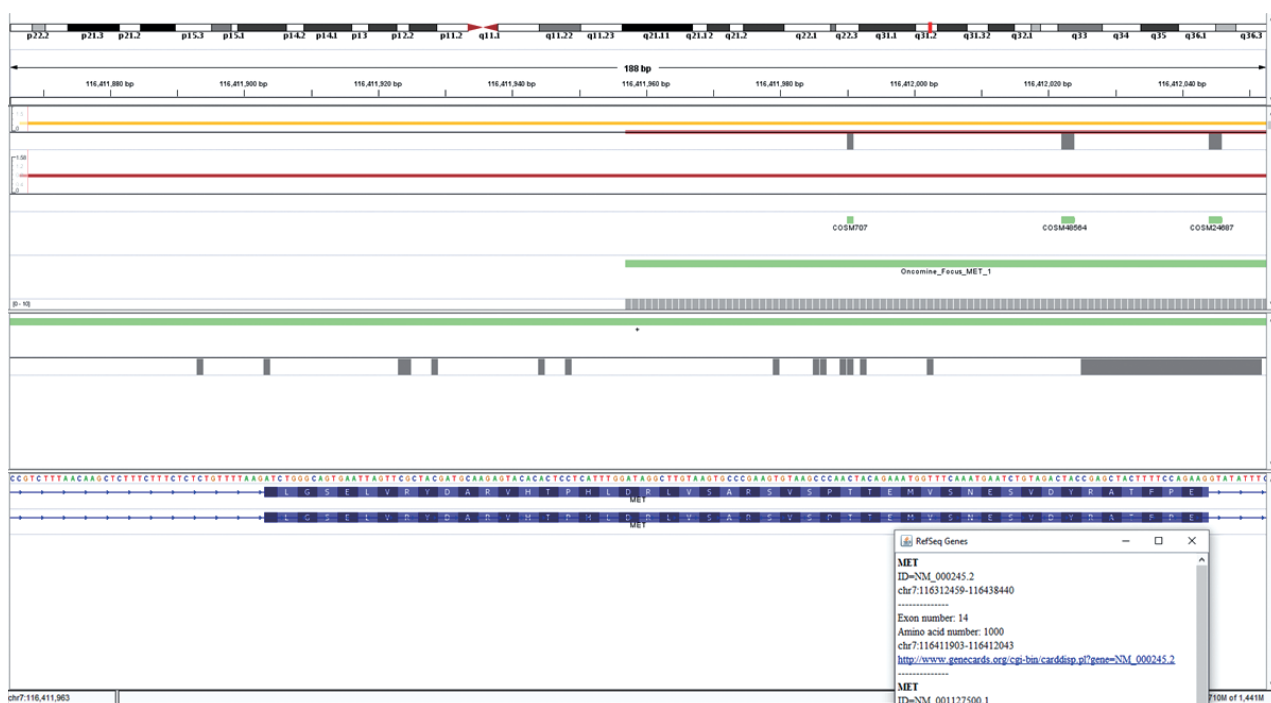 p22.2 p21.3 p21.2 p15.3 p15.1 p14.2 p14.1 p13 p12.2 p11.2 q11.1 q11.22 q11.23 q21.11 q21.12 q21.2 q22.1 q22.3 q31.1 q31.2 q31.32 q32.1 q33 q34 q35 q36.1 q36.3
188 bp
116,411,880 bp 116,411,900 bp 116,411,920 bp 116,411,940 bp 116,411,960 bp 116,411,980 bp 116,412,000 bp 116,412,020 bp 116,412,040 bp
COSM707 COSM48564 COSM24687
Oncomine_Focus_MET_1
[0 - 10]
L G S E L V R Y D A R V H T P H L D R L V S A R S V S P T T E M V S N E S V D Y R A T F P E
MET
L G S E L V R Y D A R V H T P H L D R L V S A R S V S P T T E M V S N E S V D Y R A T F P E
MET
RefSeq Genes
MET
ID=NM_000245.2
chr7:116312459-116438440
--------------
Exon number: 14
Amino acid number: 1000
chr7:116411903-116412043
http://www.genecards.org/cgi-bin/carddisp.pl?gene=NM_000245.2
--------------
MET
ID=NM_001127500.1
chr7:116,411,963
710M of 1,441M